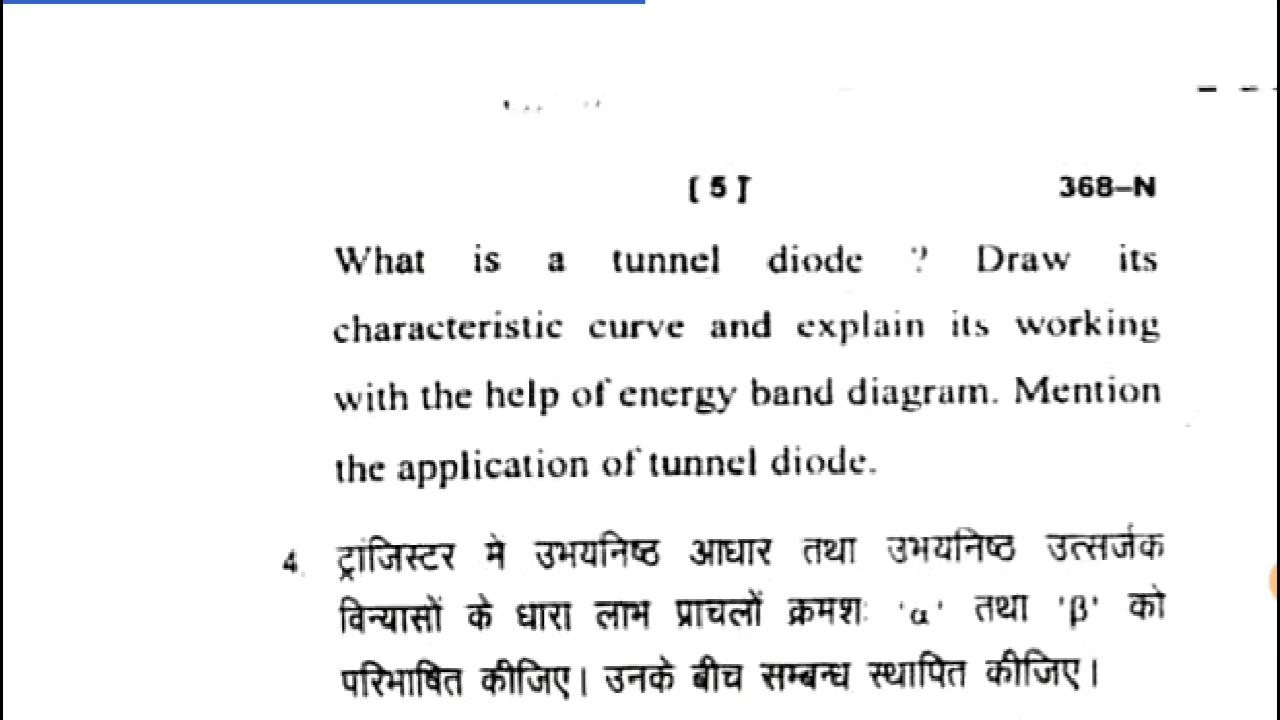 [ 5 ] 368–N
What is a tunnel diode ? Draw its
characteristic curve and explain its working
with the help of energy band diagram. Mention
the application of tunnel diode.
4. ट्रांजिस्टर मे उभयनिष्ठ आधार तथा उभयनिष्ठ उत्सर्जक
विन्यासों के धारा लाभ प्राचलों क्रमशः 'α' तथा 'β' को
परिभाषित कीजिए। उनके बीच सम्बन्ध स्थापित कीजिए।